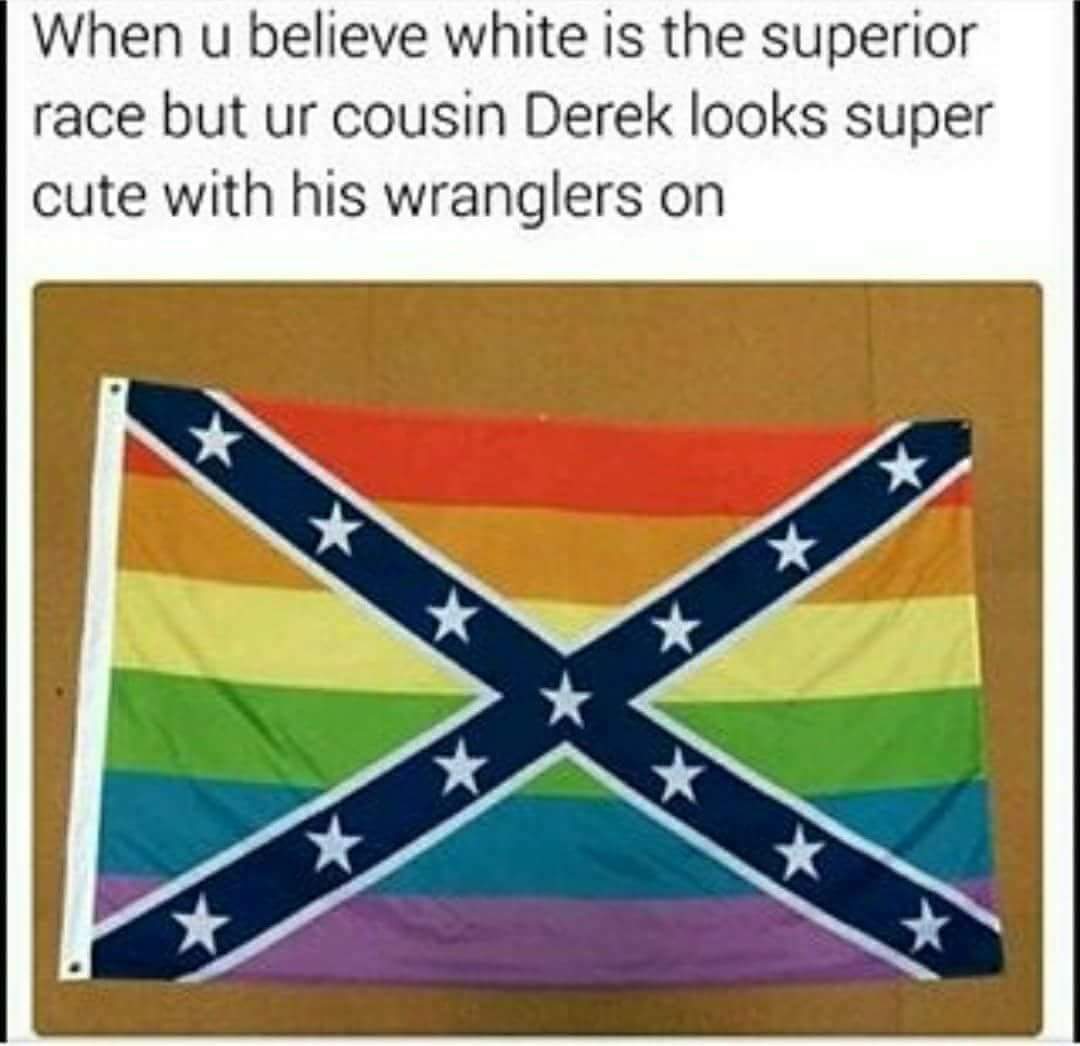 When u believe white is the superior
race but ur cousin Derek looks super
cute with his wranglers on